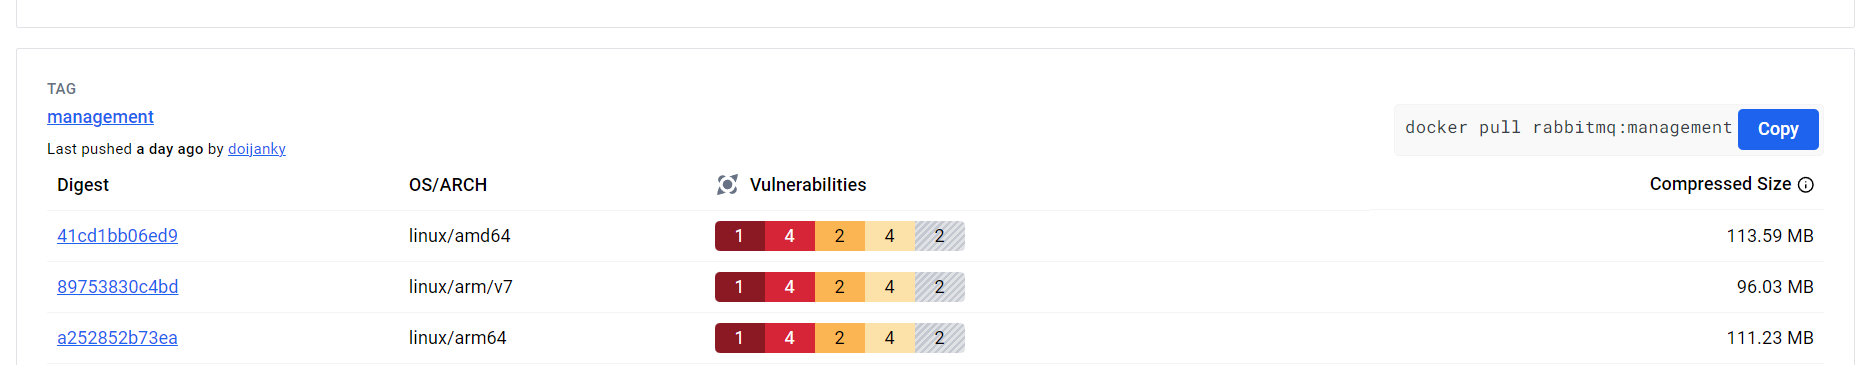 TAG
management
docker pull rabbitmq:management Copy
Last pushed a day ago by doijanky
Digest OS/ARCH Vulnerabilities Compressed Size
41cd1bb06ed9 linux/amd64 1 4 2 4 2 113.59 MB
89753830c4bd linux/arm/v7 1 4 2 4 2 96.03 MB
a252852b73ea linux/arm64 1 4 2 4 2 111.23 MB